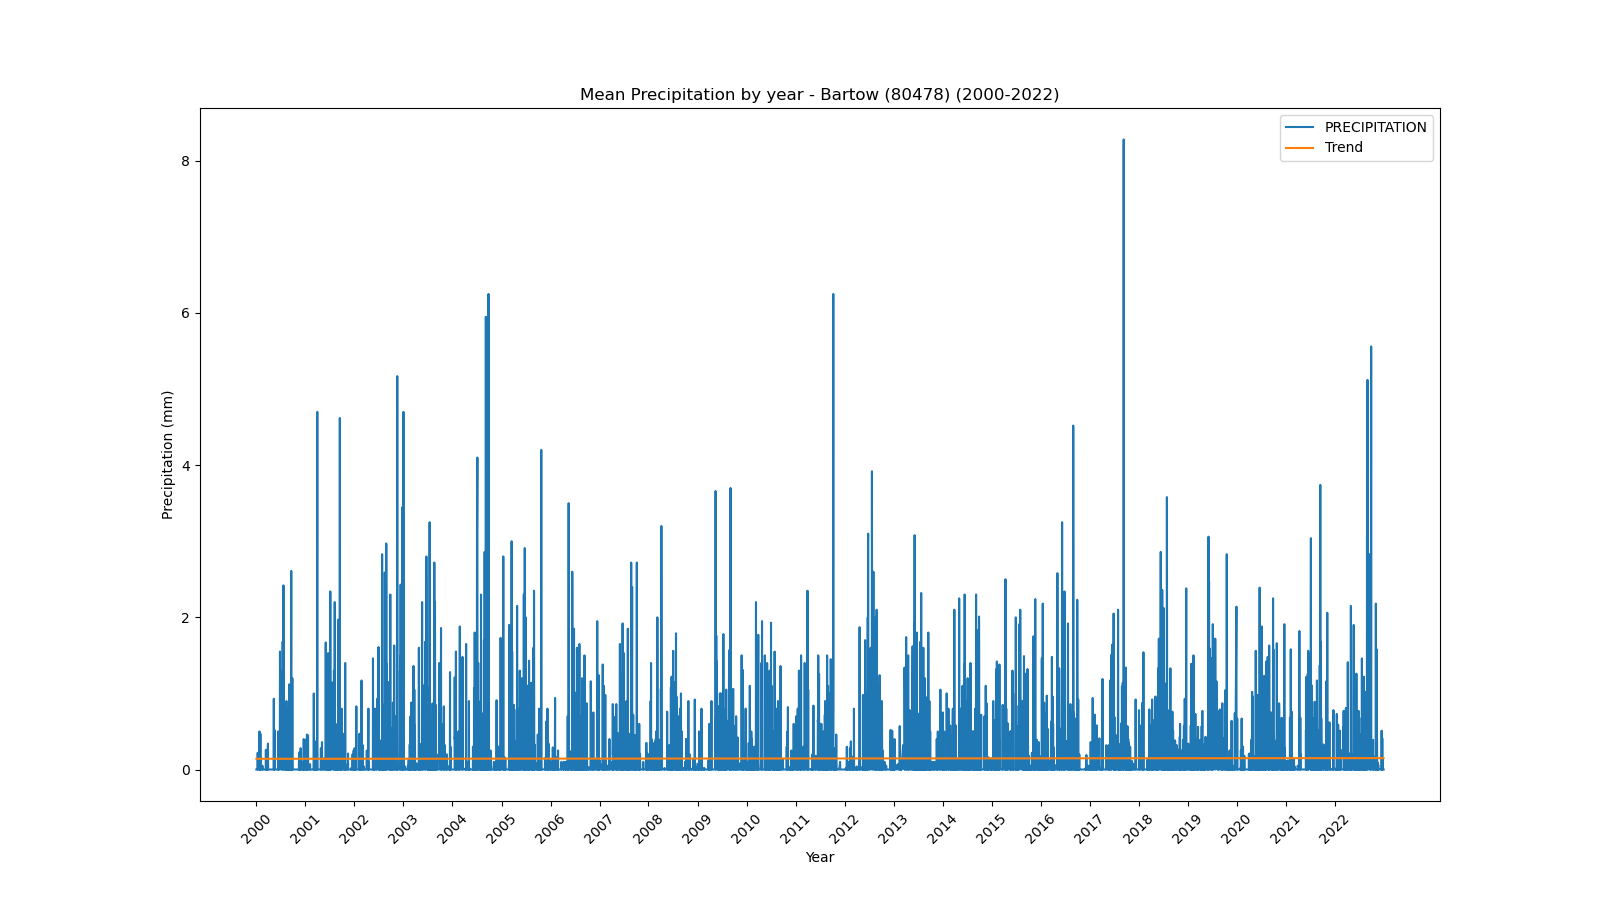 Mean Precipitation by year - Bartow (80478) (2000-2022)
PRECIPITATION
Trend
Precipitation (mm)
8
6
4
2
0
2000 2001 2002 2003 2004 2005 2006 2007 2008 2009 2010 2011 2012 2013 2014 2015 2016 2017 2018 2019 2020 2021 2022
Year